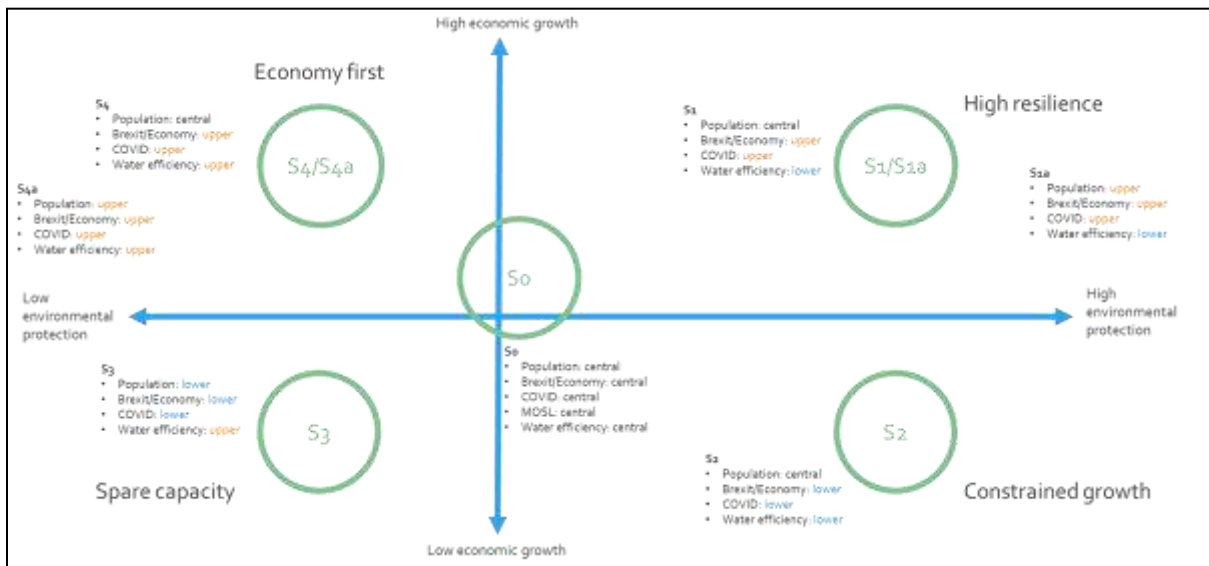 High economic growth
Economy first
S4
• Population: central
• Brexit/Economy: upper
• COVID: upper
• Water efficiency: upper
S4/S4a
S4a
• Population: upper
• Brexit/Economy: upper
• COVID: upper
• Water efficiency: upper
High resilience
S1
• Population: central
• Brexit/Economy: upper
• COVID: upper
• Water efficiency: lower
S1/S1a
S1a
• Population: upper
• Brexit/Economy: upper
• COVID: upper
• Water efficiency: lower
S0
Low
environmental
protection
High
environmental
protection
S0
• Population: central
• Brexit/Economy: central
• COVID: central
• MOSL: central
• Water efficiency: central
S3
• Population: lower
• Brexit/Economy: lower
• COVID: lower
• Water efficiency: upper
S3
Spare capacity
S2
S2
• Population: central
• Brexit/Economy: lower
• COVID: lower
• Water efficiency: lower
Constrained growth
Low economic growth